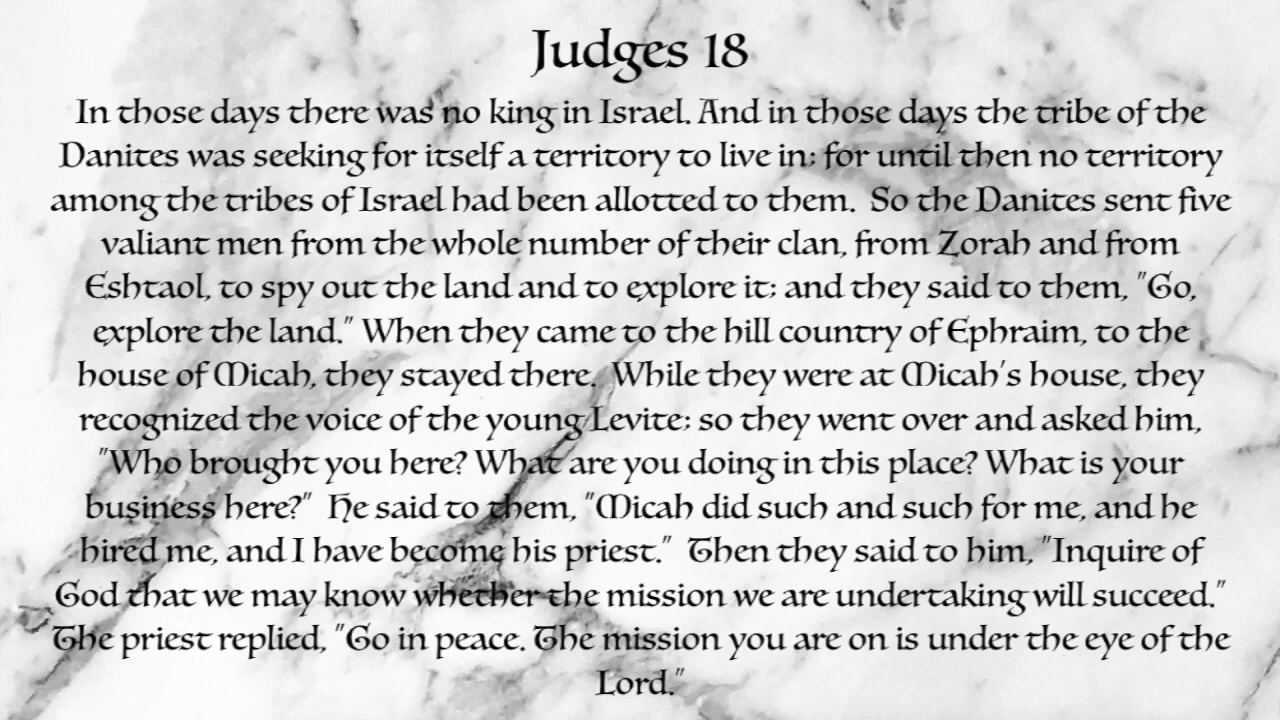 Judges 18
In those days there was no king in Israel. And in those days the tribe of the
Danites was seeking for itself a territory to live in; for until then no territory
among the tribes of Israel had been allotted to them. So the Danites sent five
valiant men from the whole number of their clan, from Zorah and from
Eshtaol, to spy out the land and to explore it; and they said to them, "Go,
explore the land." When they came to the hill country of Ephraim, to the
house of Micah, they stayed there. While they were at Micah's house, they
recognized the voice of the young Levite; so they went over and asked him,
"Who brought you here? What are you doing in this place? What is your
business here?" He said to them, "Micah did such and such for me, and he
hired me, and I have become his priest." Then they said to him, "Inquire of
God that we may know whether the mission we are undertaking will succeed."
The priest replied, "Go in peace. The mission you are on is under the eye of the
Lord."